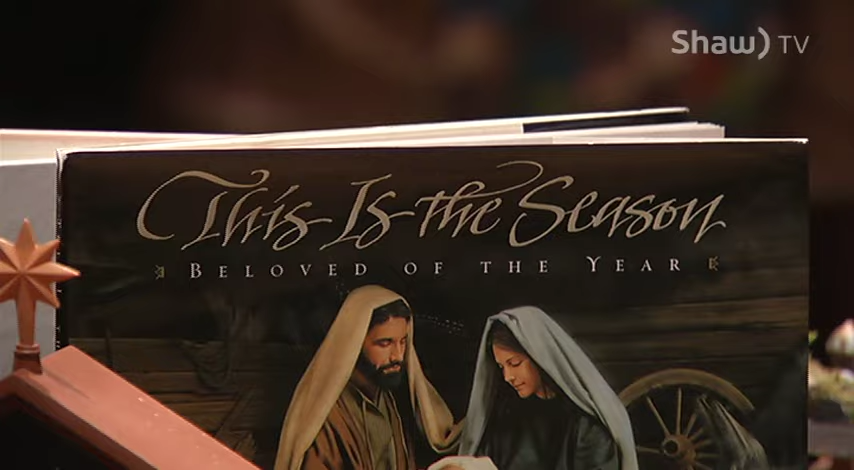 Shaw) TV
This Is the Season
BELOVED OF THE YEAR